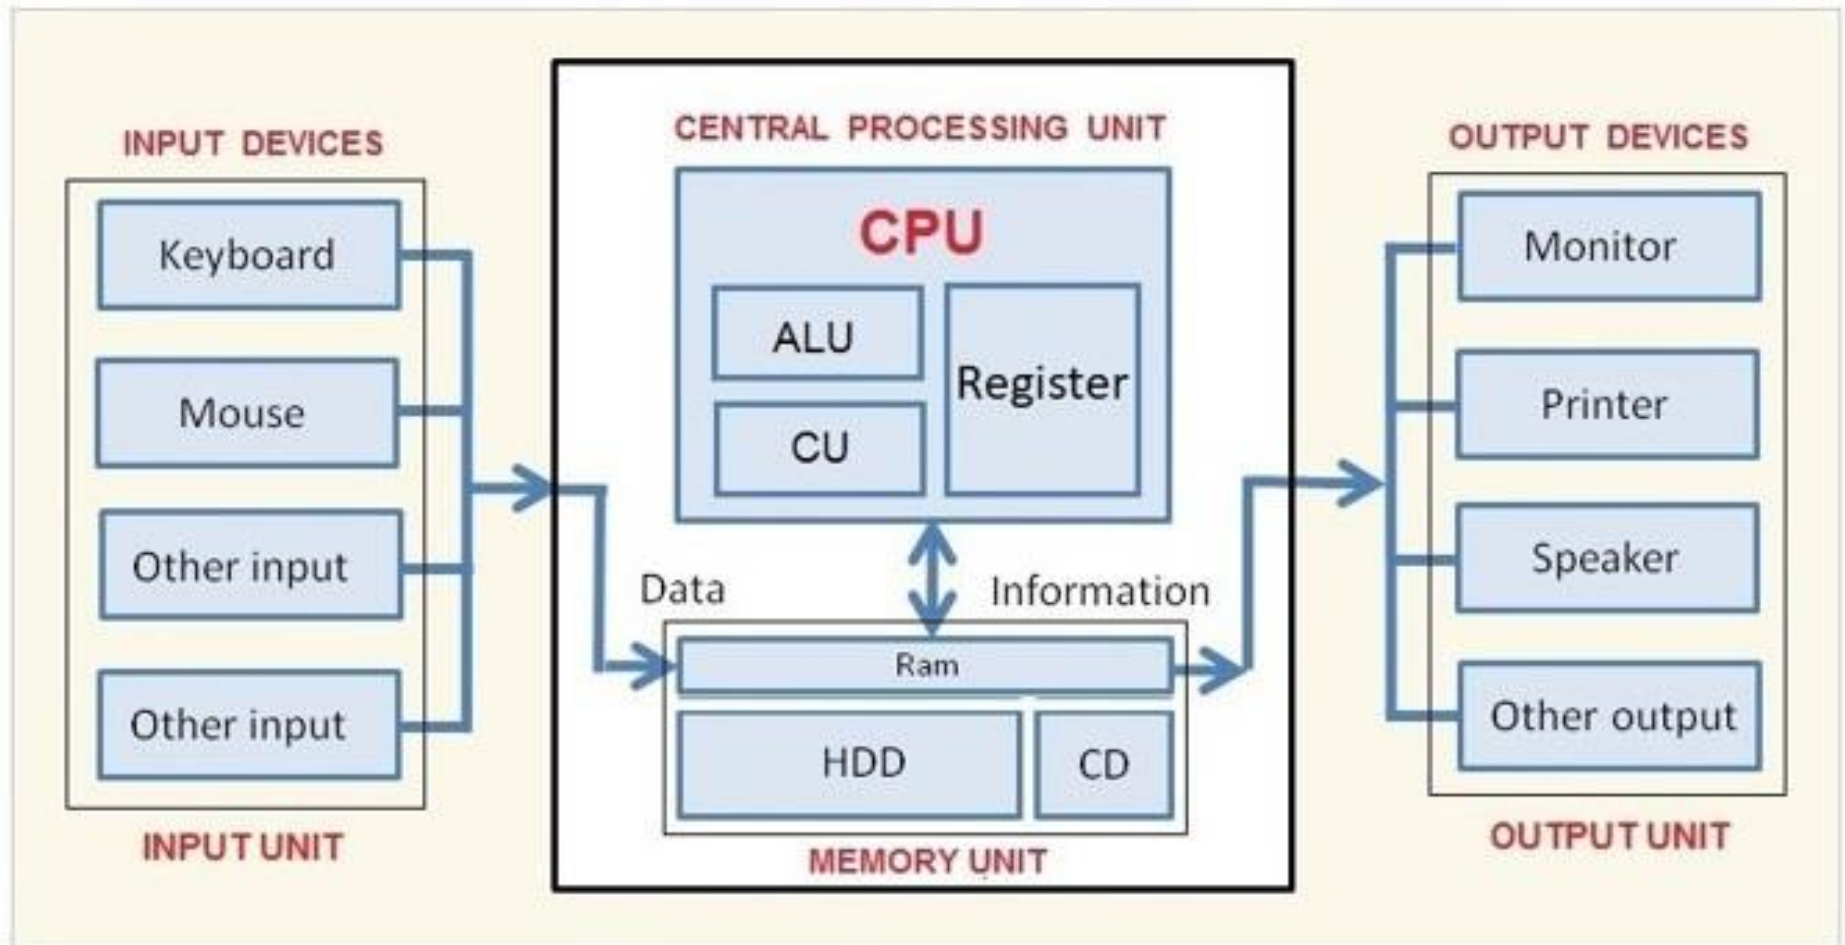 INPUT DEVICES
Keyboard
Mouse
Other input
Other input
INPUT UNIT
CENTRAL PROCESSING UNIT
CPU
ALU
CU
Register
Data
Information
Ram
HDD
CD
MEMORY UNIT
OUTPUT DEVICES
Monitor
Printer
Speaker
Other output
OUTPUT UNIT